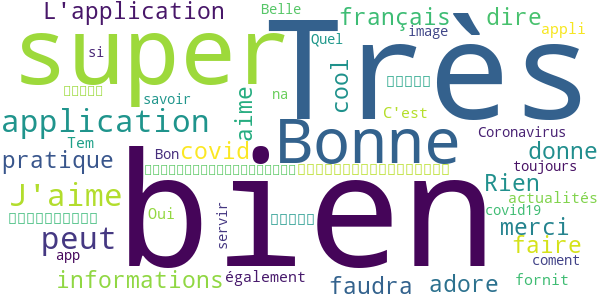 L'application
Belle
français
dire
super
Très
Quel
image
appli
si
cool
savoir
na
aime
C'est
application
Bonne
Coronavirus
Tem
Bon
covid
donne
pratique
toujours
bien
Rien
J'aime
actualités
Oui
covid19
servir
merci
peut
faire
app
coment
informations
également
faudra
adore
fornit